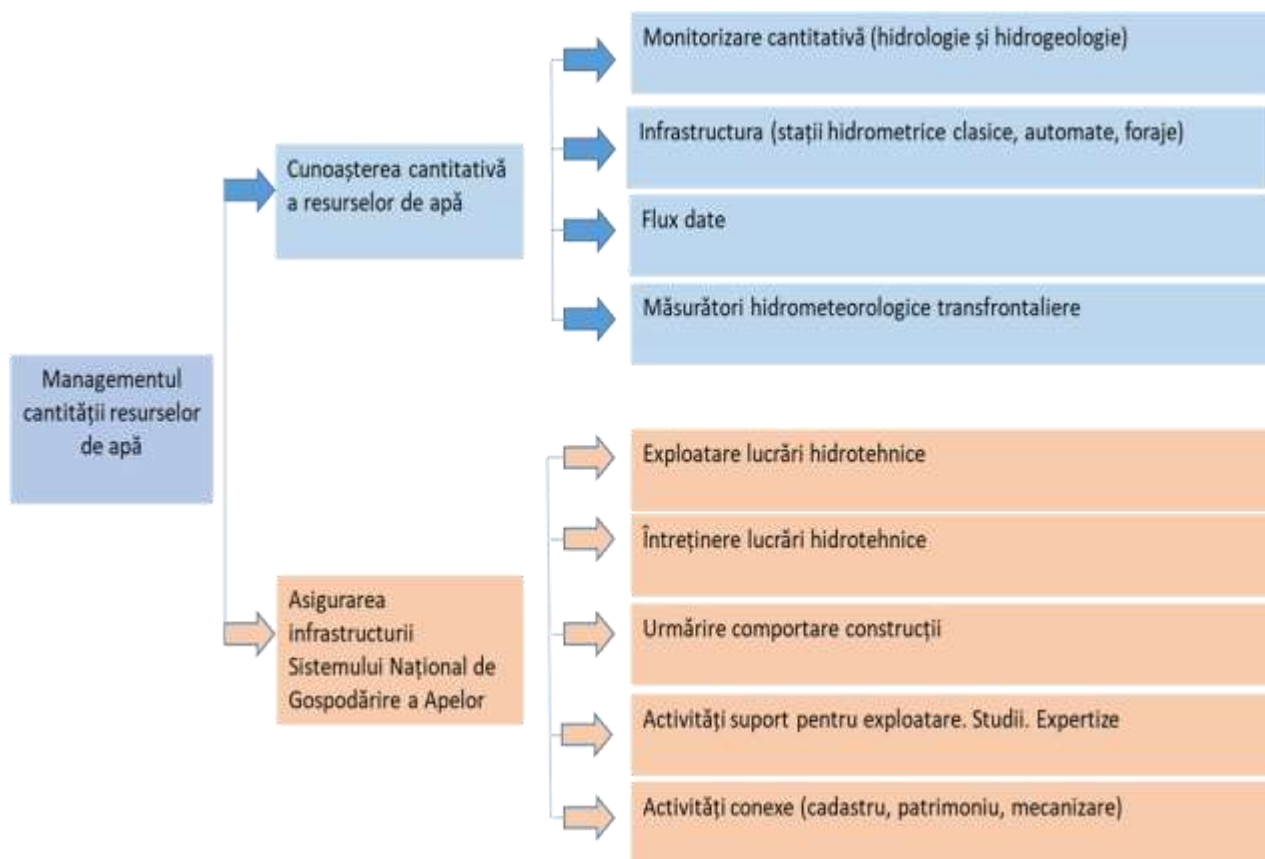 Managementul
cantității resurselor
de apă
Cunoașterea cantitativă
a resurselor de apă
Monitorizare cantitativă (hidrologie și hidrogeologie)
Infrastructura (stații hidrometrice clasice, automate, foraje)
Flux date
Măsurători hidrometeorologice transfrontaliere
Asigurarea
infrastructurii
Sistemului Național de
Gospodărire a Apelor
Exploatare lucrări hidrotehnice
Întreținere lucrări hidrotehnice
Urmărire comportare construcții
Activități suport pentru exploatare. Studii. Expertize
Activități conexe (cadastru, patrimoniu, mecanizare)